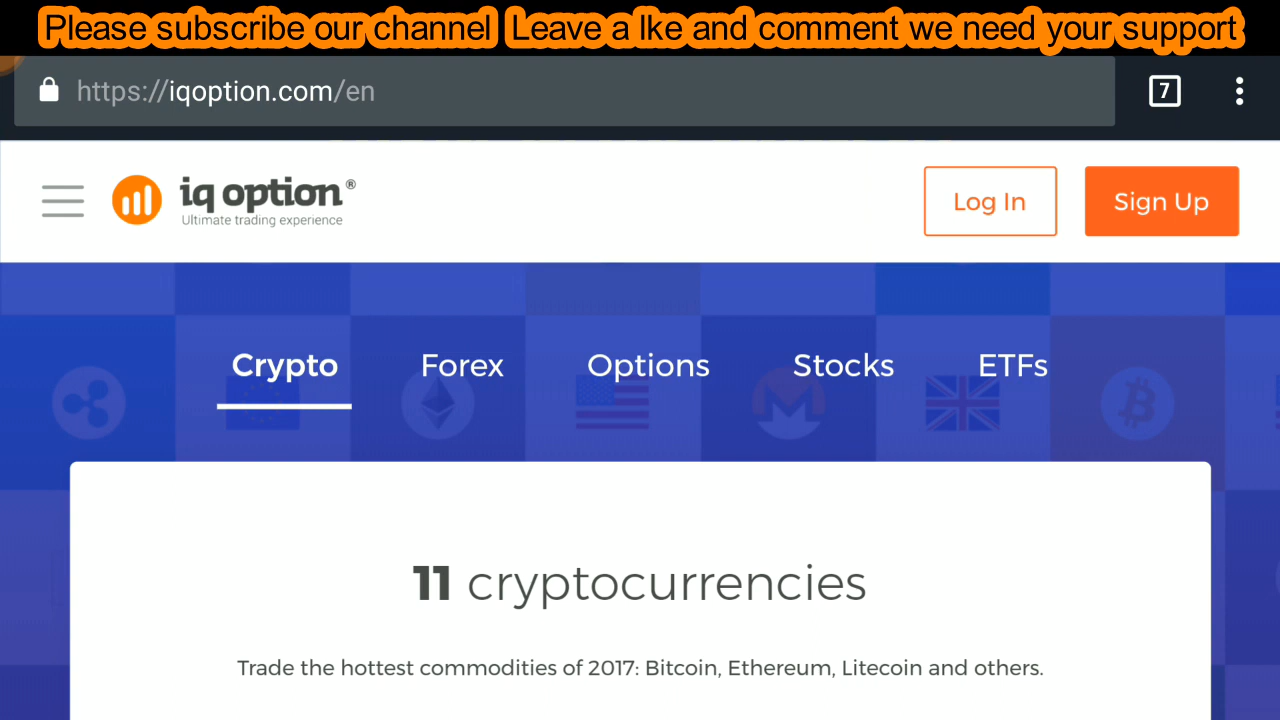 Please subscribe our channel Leave a lke and comment we need your support
https://iqoption.com/en
7
iq option®
Ultimate trading experience
Log In
Sign Up
Crypto Forex Options Stocks ETFs
11 cryptocurrencies
Trade the hottest commodities of 2017: Bitcoin, Ethereum, Litecoin and others.